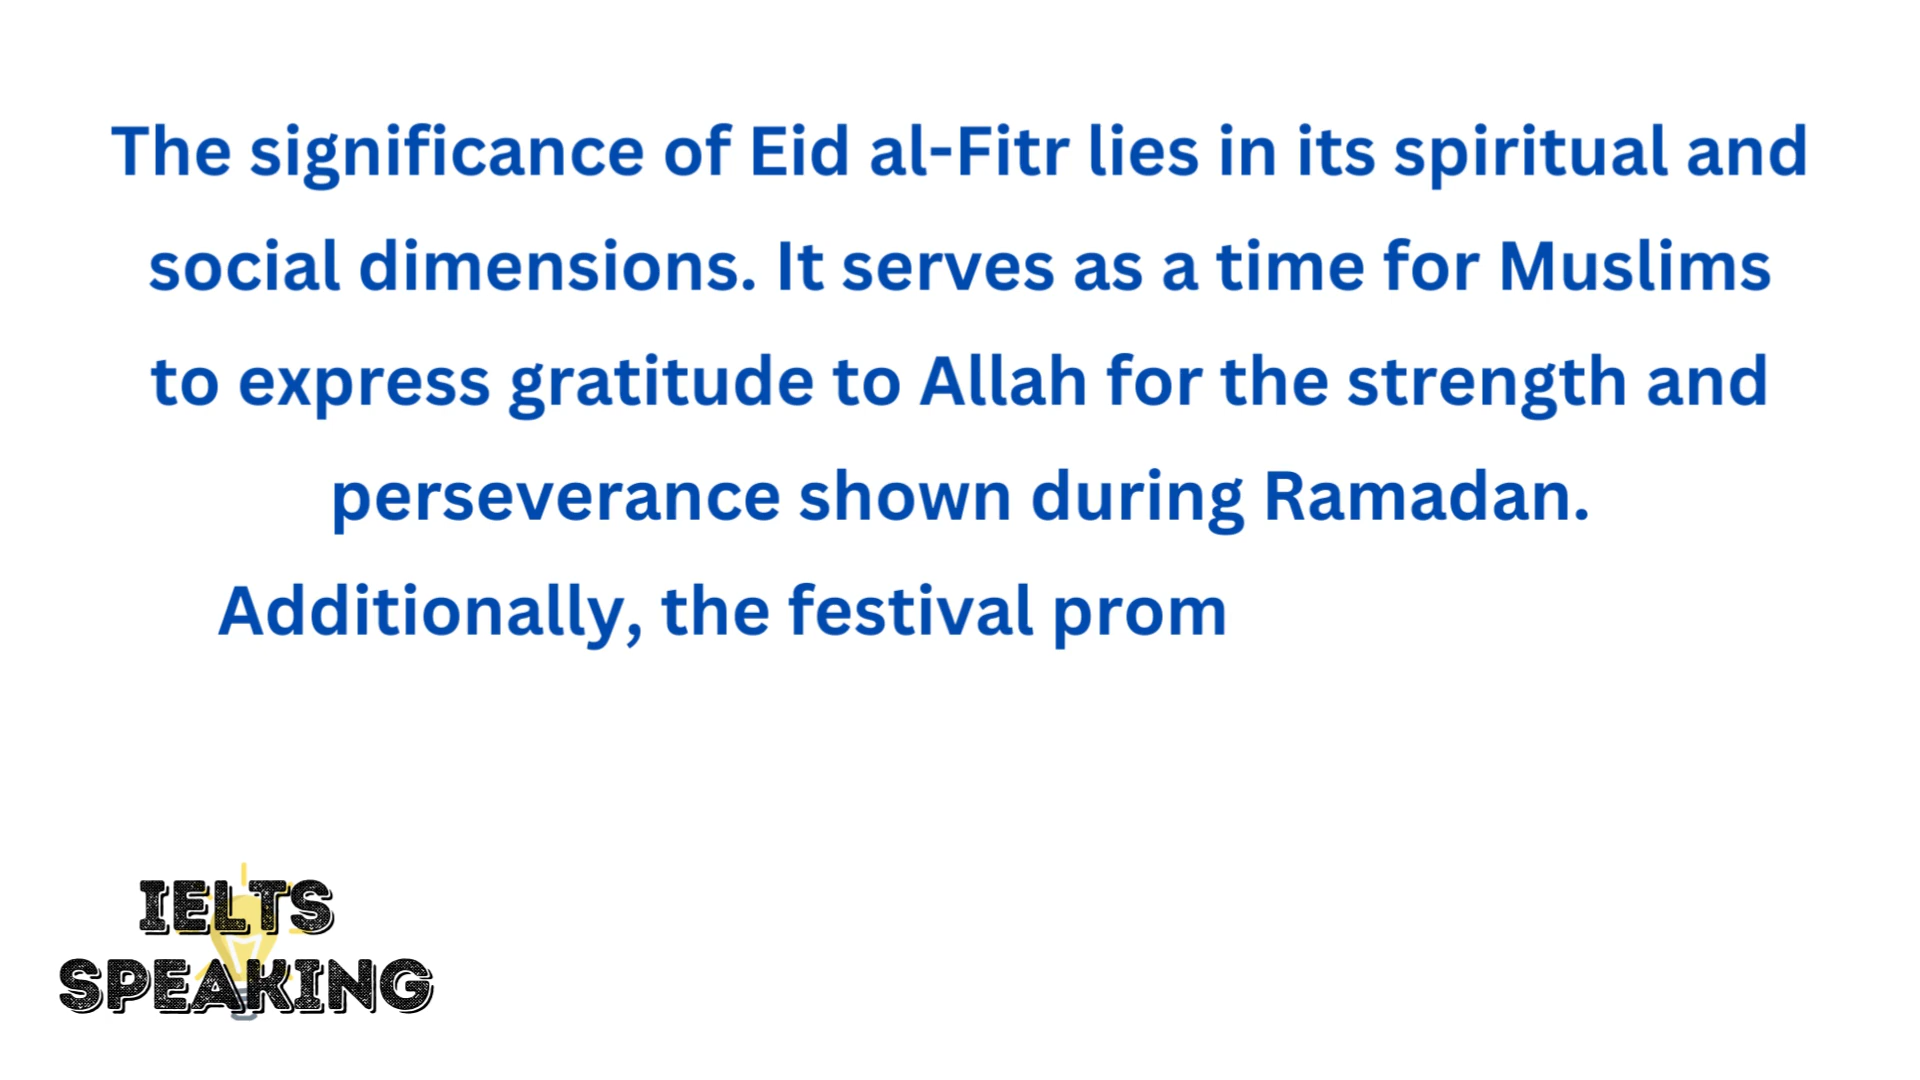 The significance of Eid al-Fitr lies in its spiritual and
social dimensions. It serves as a time for Muslims
to express gratitude to Allah for the strength and
perseverance shown during Ramadan.
Additionally, the festival prom
IELTS
SPEAKING